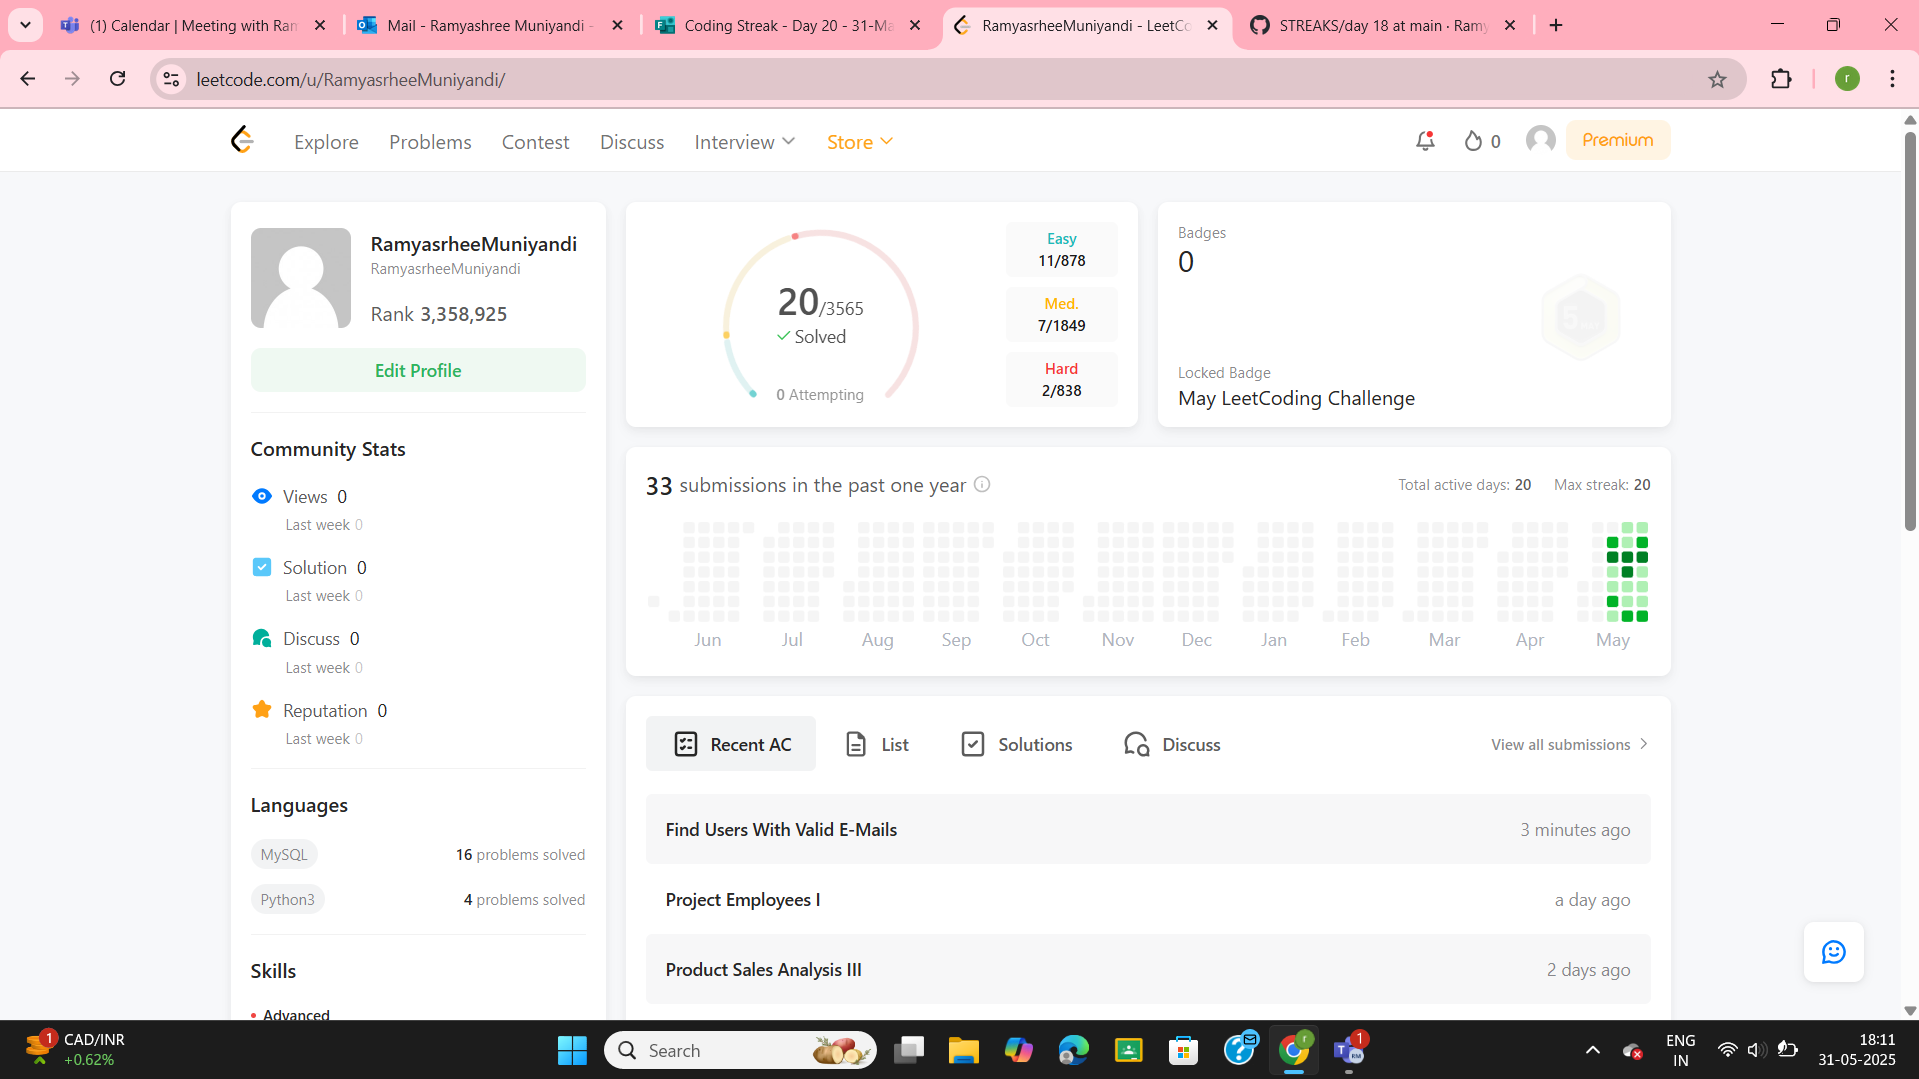 (1) Calendar | Meeting with Ram
Mail - Ramyashree Muniyandi -
Coding Streak - Day 20 - 31-Ma
RamyasrheeMuniyandi - LeetCo
STREAKS/day 18 at main · Ramy
leetcode.com/u/RamyasrheeMuniyandi/
r
Explore Problems Contest Discuss Interview Store
0
Premium
RamyasrheeMuniyandi
RamyasrheeMuniyandi
Rank 3,358,925
Edit Profile
Community Stats
Views 0
Last week 0
Solution 0
Last week 0
Discuss 0
Last week 0
Reputation 0
Last week 0
Languages
MySQL 16 problems solved
Python3 4 problems solved
Skills
Advanced
20/3565
Solved
0 Attempting
Easy
11/878
Med.
7/1849
Hard
2/838
Badges
0
Locked Badge
May LeetCoding Challenge
33 submissions in the past one year
Total active days: 20 Max streak: 20
Jun Jul Aug Sep Oct Nov Dec Jan Feb Mar Apr May
Recent AC List Solutions Discuss View all submissions
Find Users With Valid E-Mails 3 minutes ago
Project Employees I a day ago
Product Sales Analysis III 2 days ago
1
CAD/INR
+0.62%
Search
r
1
RM
ENG
IN
18:11
31-05-2025